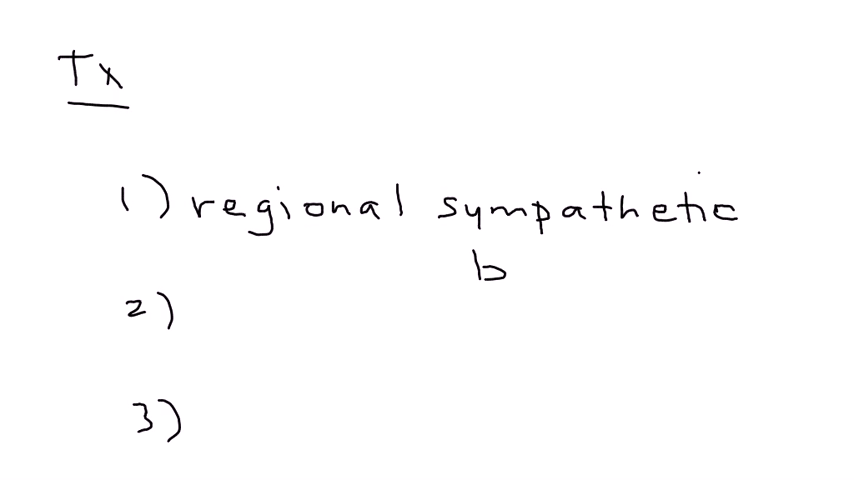 Tx
1) regional sympathetic
b
2)
3)